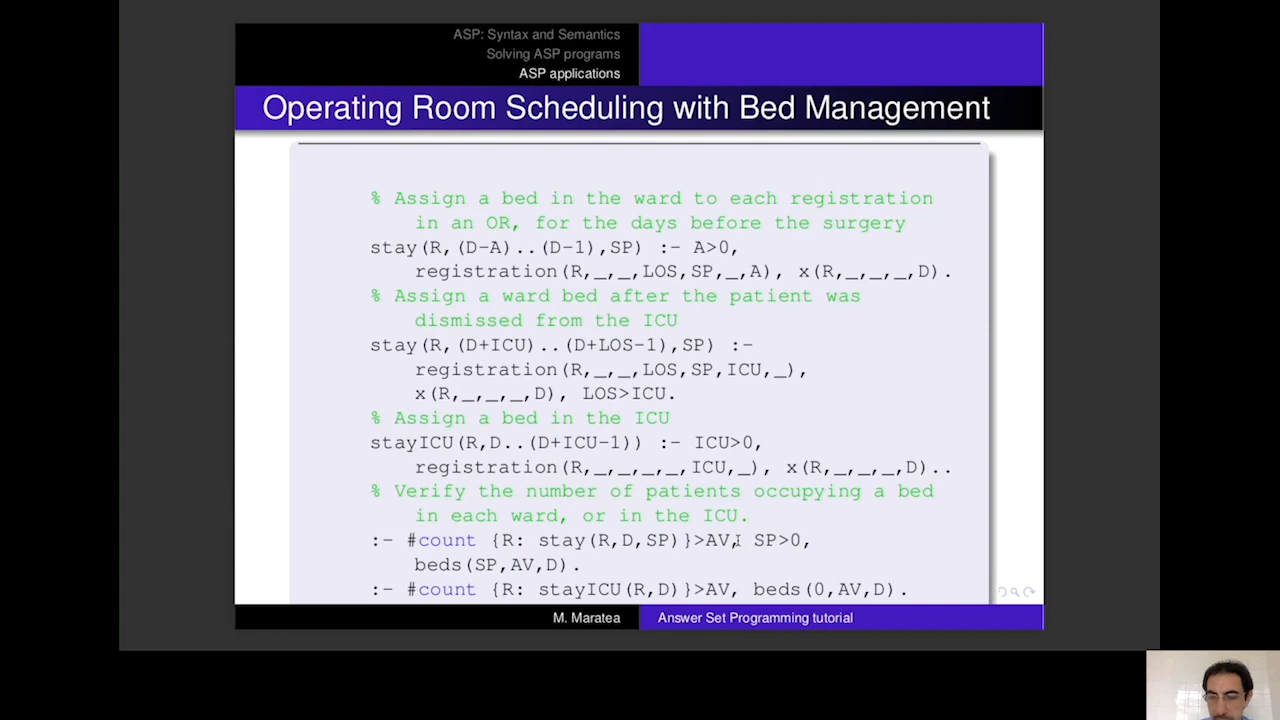 ASP: Syntax and Semantics
Solving ASP programs
ASP applications
Operating Room Scheduling with Bed Management
% Assign a bed in the ward to each registration
in an OR, for the days before the surgery
stay(R,(D-A)..(D-1),SP) :- A>0,
registration(R,_,_,LOS,SP,_,A), x(R,_,_,_,D).
% Assign a ward bed after the patient was
dismissed from the ICU
stay(R,(D+ICU)..(D+LOS-1),SP) :-
registration(R,_,_,LOS,SP,ICU,_),
x(R,_,_,_,D), LOS>ICU.
% Assign a bed in the ICU
stayICU(R,D..(D+ICU-1)) :- ICU>0,
registration(R,_,_,_,_,ICU,_), x(R,_,_,_,D)..
% Verify the number of patients occupying a bed
in each ward, or in the ICU.
:- #count {R: stay(R,D,SP)}>AV, SP>0,
beds(SP,AV,D).
:- #count {R: stayICU(R,D)}>AV, beds(0,AV,D).
M. Maratea
Answer Set Programming tutorial